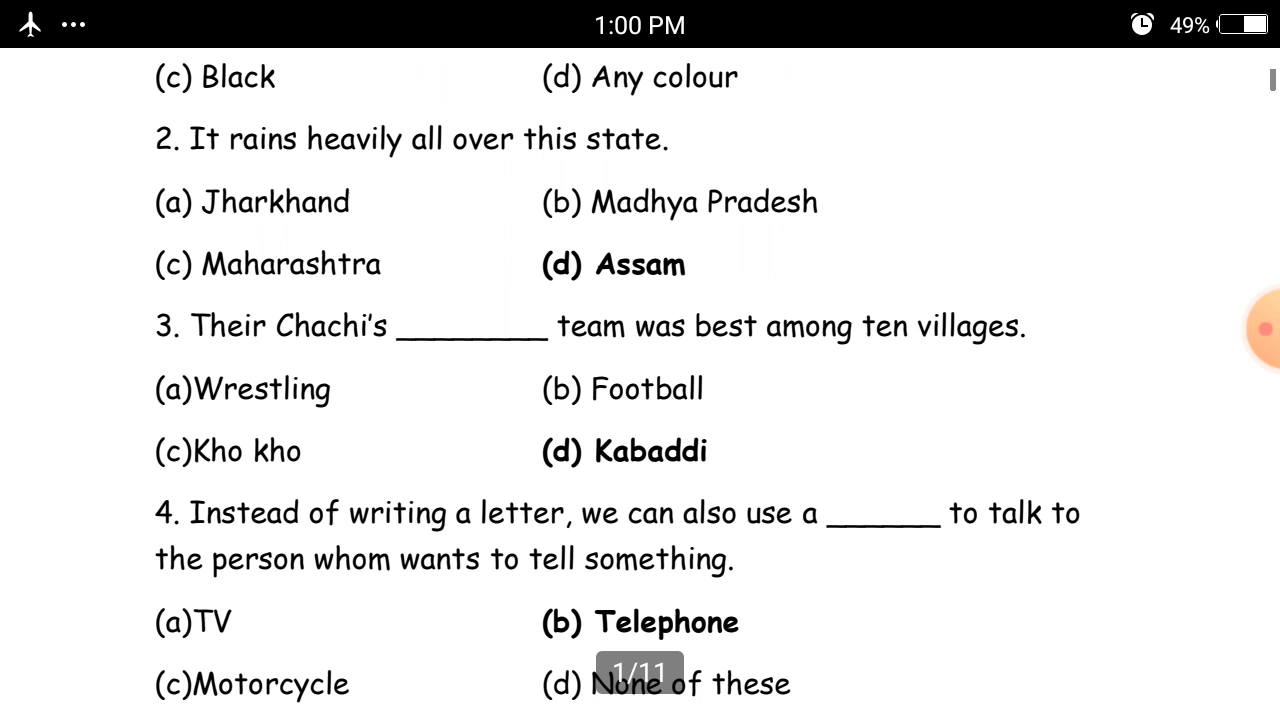 ••• 1:00 PM 49%
(c) Black (d) Any colour
2. It rains heavily all over this state.
(a) Jharkhand (b) Madhya Pradesh
(c) Maharashtra (d) Assam
3. Their Chachi's ________ team was best among ten villages.
(a)Wrestling (b) Football
(c)Kho kho (d) Kabaddi
4. Instead of writing a letter, we can also use a ______ to talk to
the person whom wants to tell something.
(a)TV (b) Telephone
(c)Motorcycle (d) None of these
1/11